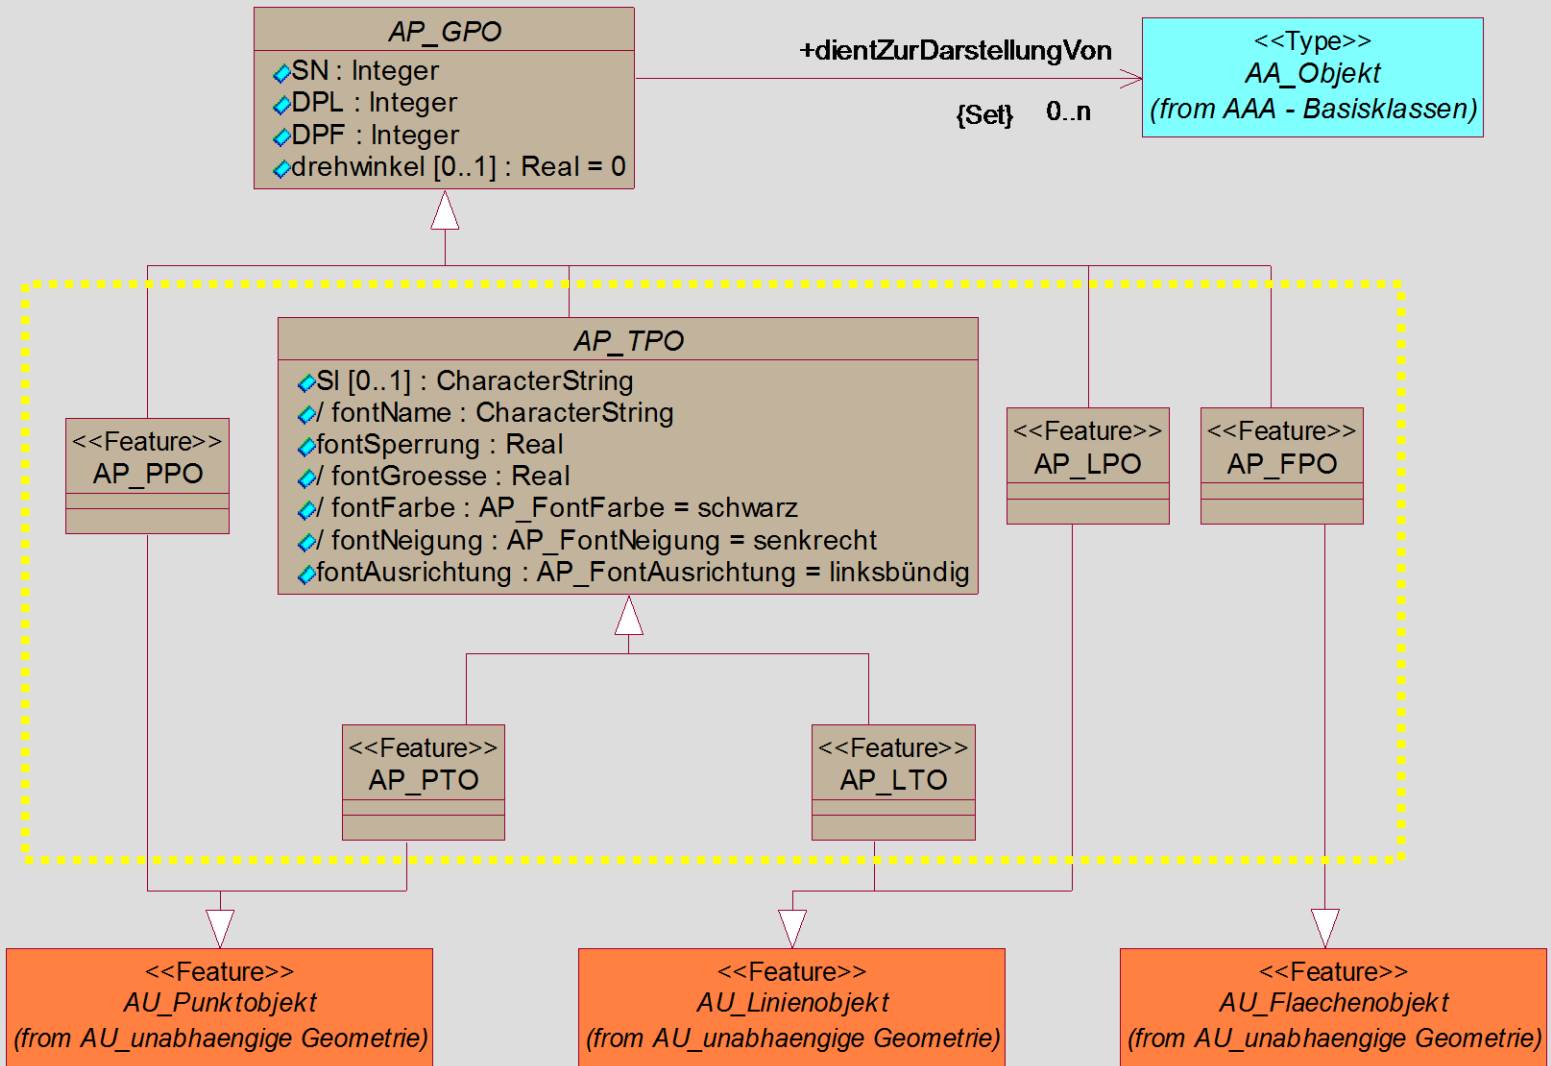 AP_GPO
SN : Integer
DPL : Integer
DPF : Integer
drehwinkel [0..1] : Real = 0
+dientZurDarstellungVon
{Set} 0..n
<<Type>>
AA_Objekt
(from AAA - Basisklassen)
AP_TPO
SI [0..1] : CharacterString
/ fontName : CharacterString
fontSperrung : Real
/ fontGroesse : Real
/ fontFarbe : AP_FontFarbe = schwarz
/ fontNeigung : AP_FontNeigung = senkrecht
fontAusrichtung : AP_FontAusrichtung = linksbündig
<<Feature>>
AP_PPO
<<Feature>>
AP_LPO
<<Feature>>
AP_FPO
<<Feature>>
AP_PTO
<<Feature>>
AP_LTO
<<Feature>>
AU_Punktobjekt
(from AU_unabhaengige Geometrie)
<<Feature>>
AU_Linienobjekt
(from AU_unabhaengige Geometrie)
<<Feature>>
AU_Flaechenobjekt
(from AU_unabhaengige Geometrie)